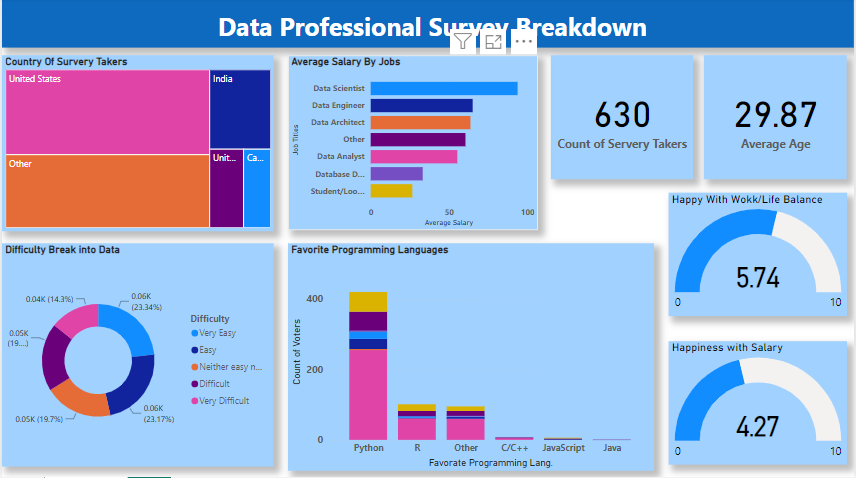 Data Professional Survey Breakdown
Country Of Survery Takers
United States
India
Other
Unit...
Ca...
Average Salary By Jobs
Job Titles
Data Scientist
Data Engineer
Data Architect
Other
Data Analyst
Database D...
Student/Loo...
0 50 100
Average Salary
630
Count of Servery Takers
29.87
Average Age
Happy With Wokk/Life Balance
5.74
0 10
Happiness with Salary
4.27
0 10
Difficulty Break into Data
0.04K (14.3%)
0.06K
(23.34%)
0.05K
(19....)
0.05K (19.7%)
0.06K
(23.17%)
Difficulty
Very Easy
Easy
Neither easy n...
Difficult
Very Difficult
Favorite Programming Languages
Count of Voters
400
200
0
Python R Other C/C++ JavaScript Java
Favorate Programming Lang.